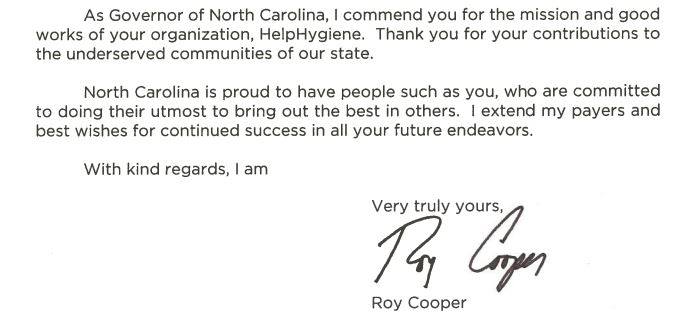 As Governor of North Carolina, I commend you for the mission and good
works of your organization, HelpHygiene.  Thank you for your contributions to
the underserved communities of our state.
North Carolina is proud to have people such as you, who are committed
to doing their utmost to bring out the best in others.  I extend my payers and
best wishes for continued success in all your future endeavors.
With kind regards, I am
Very truly yours,
Roy Cooper
Roy Cooper